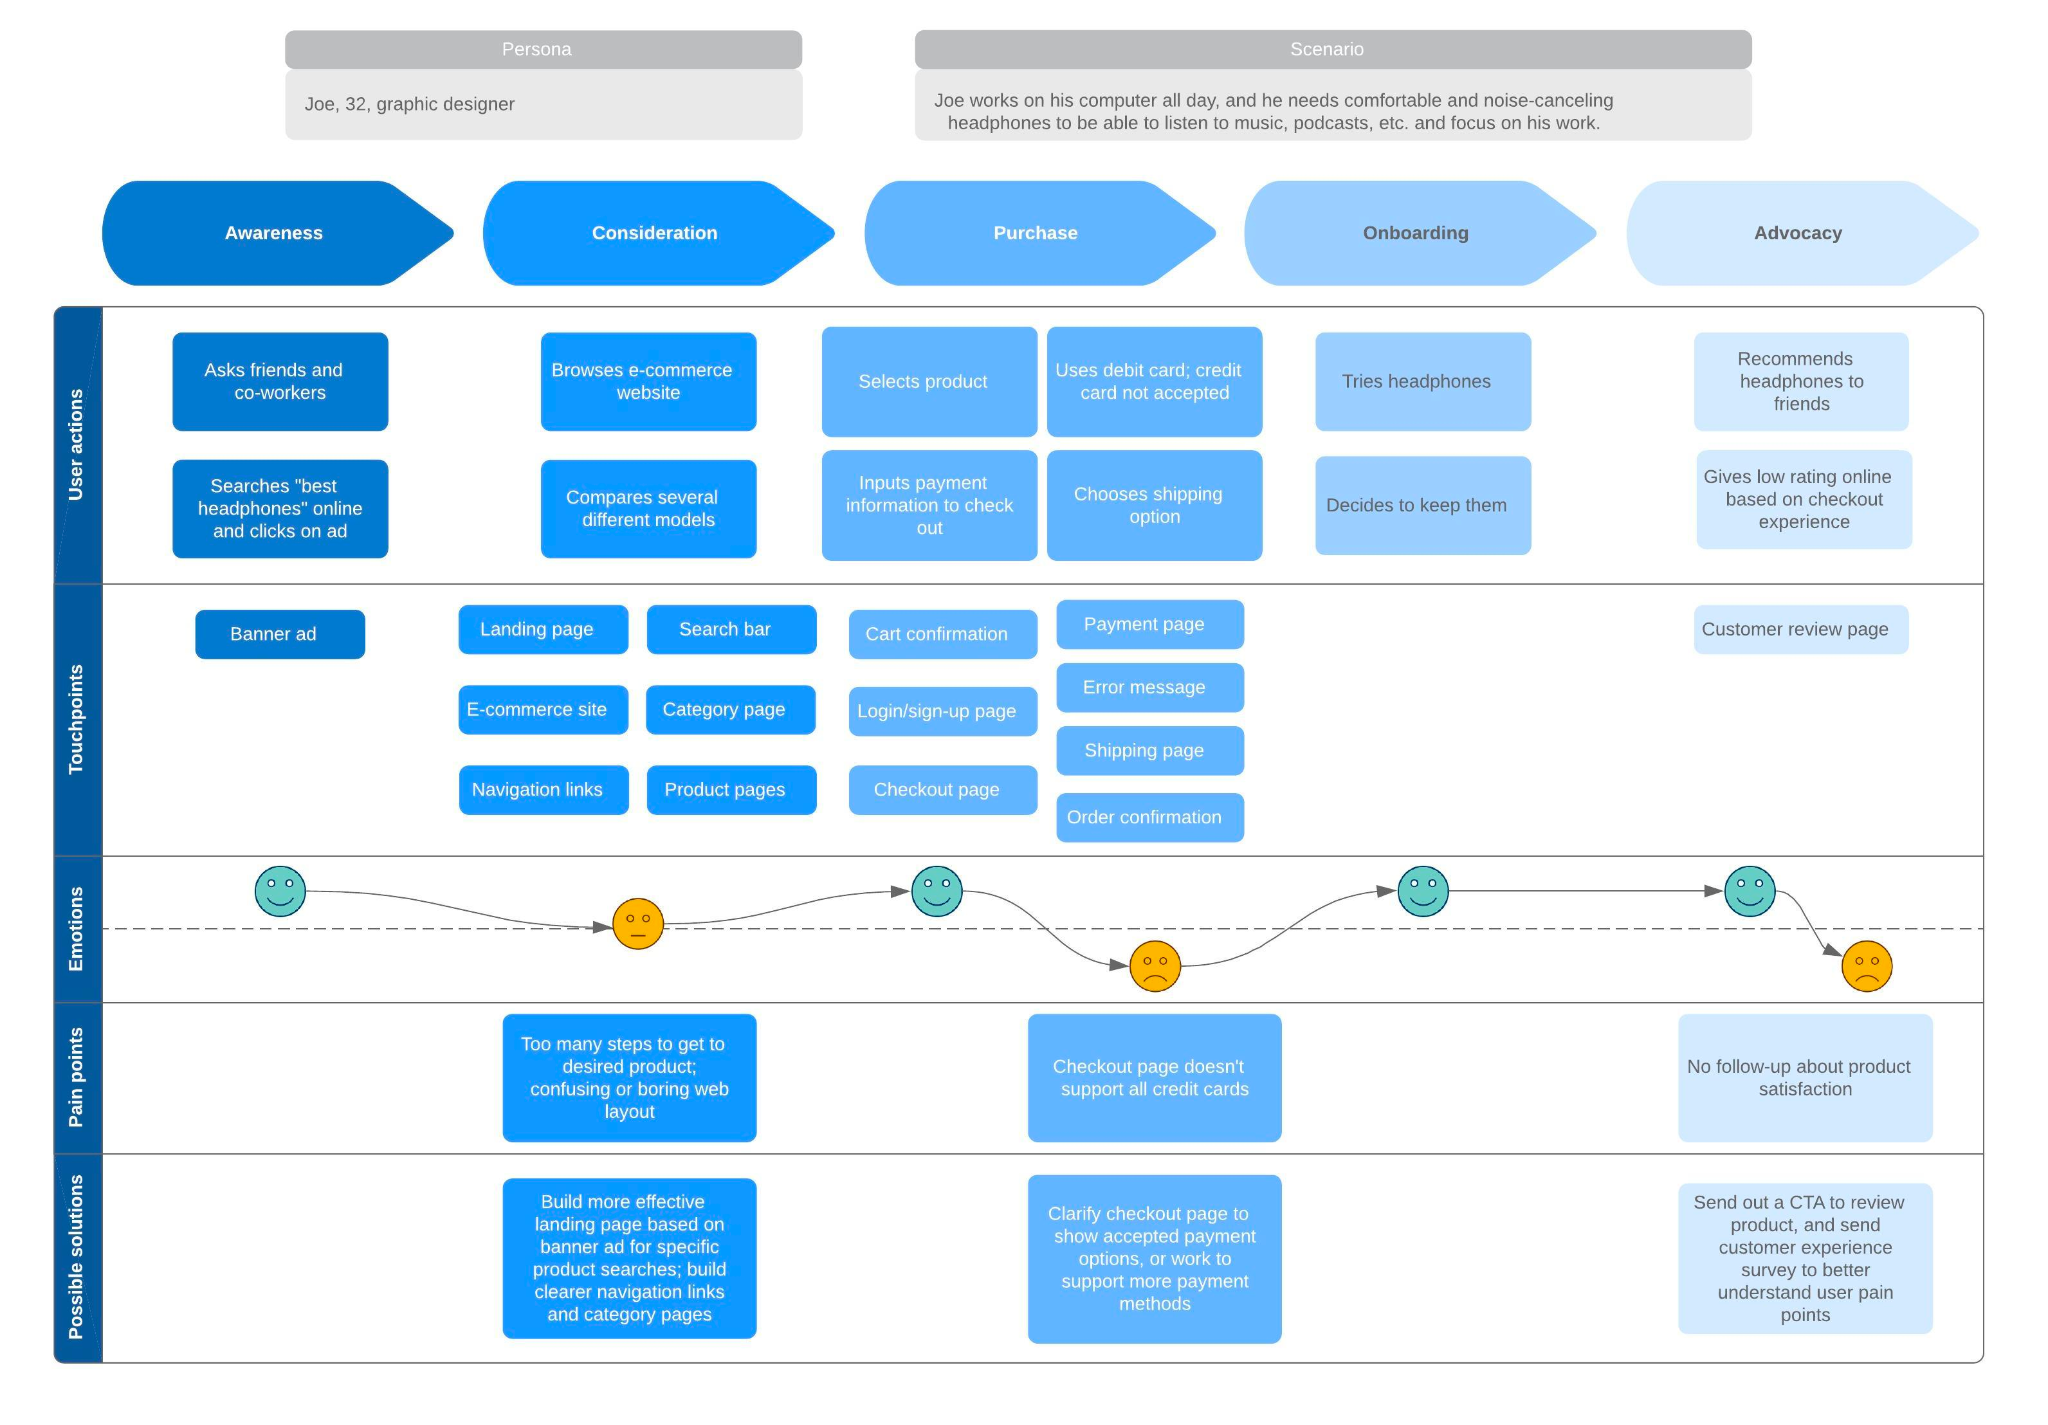 Persona
Joe, 32, graphic designer
Scenario
Joe works on his computer all day, and he needs comfortable and noise-canceling
headphones to be able to listen to music, podcasts, etc. and focus on his work.
Awareness
Consideration
Purchase
Onboarding
Advocacy
User actions
Asks friends and
co-workers
Searches "best
headphones" online
and clicks on ad
Browses e-commerce
website
Compares several
different models
Selects product
Inputs payment
information to check
out
Uses debit card; credit
card not accepted
Chooses shipping
option
Tries headphones
Decides to keep them
Recommends
headphones to
friends
Gives low rating online
based on checkout
experience
Touchpoints
Banner ad
Landing page
Search bar
E-commerce site
Category page
Navigation links
Product pages
Cart confirmation
Login/sign-up page
Checkout page
Payment page
Error message
Shipping page
Order confirmation
Customer review page
Emotions
Pain points
Too many steps to get to
desired product;
confusing or boring web
layout
Checkout page doesn't
support all credit cards
No follow-up about product
satisfaction
Possible solutions
Build more effective
landing page based on
banner ad for specific
product searches; build
clearer navigation links
and category pages
Clarify checkout page to
show accepted payment
options, or work to
support more payment
methods
Send out a CTA to review
product, and send
customer experience
survey to better
understand user pain
points